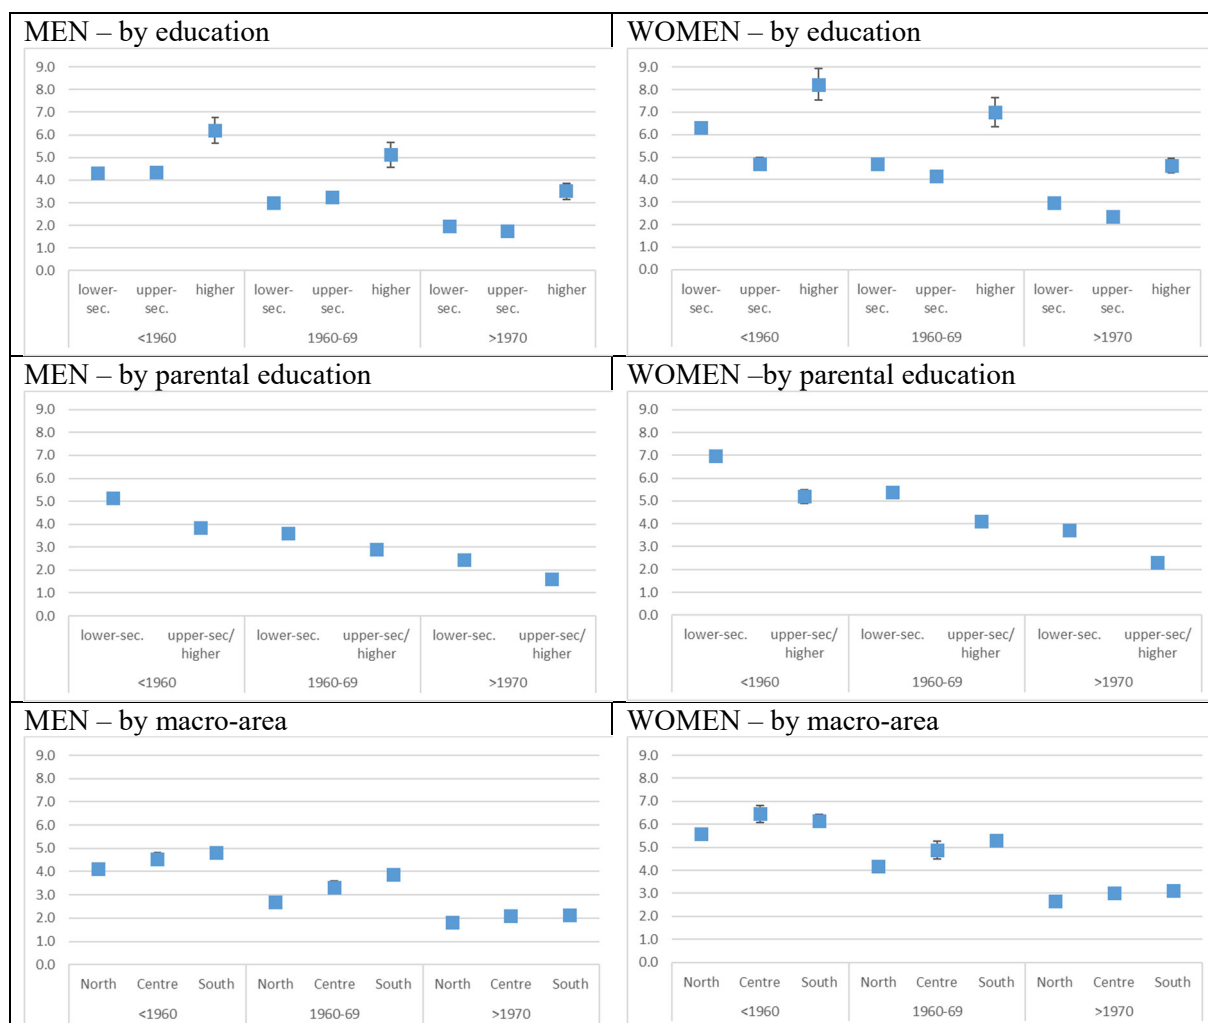 MEN – by education
9.0
8.0
7.0
6.0
5.0
4.0
3.0
2.0
1.0
0.0
lower- upper- higher lower- upper- higher lower- upper- higher
sec. sec. sec. sec. sec. sec.
<1960 1960-69 >1970
WOMEN – by education
9.0
8.0
7.0
6.0
5.0
4.0
3.0
2.0
1.0
0.0
lower- upper- higher lower- upper- higher lower- upper- higher
sec. sec. sec. sec. sec. sec.
<1960 1960-69 >1970
MEN – by parental education
9.0
8.0
7.0
6.0
5.0
4.0
3.0
2.0
1.0
0.0
lower-sec. upper-sec/ lower-sec. upper-sec/ lower-sec. upper-sec/
higher higher higher
<1960 1960-69 >1970
WOMEN –by parental education
9.0
8.0
7.0
6.0
5.0
4.0
3.0
2.0
1.0
0.0
lower-sec. upper-sec/ lower-sec. upper-sec/ lower-sec. upper-sec/
higher higher higher
<1960 1960-69 >1970
MEN – by macro-area
9.0
8.0
7.0
6.0
5.0
4.0
3.0
2.0
1.0
0.0
North Centre South North Centre South North Centre South
<1960 1960-69 >1970
WOMEN – by macro-area
9.0
8.0
7.0
6.0
5.0
4.0
3.0
2.0
1.0
0.0
North Centre South North Centre South North Centre South
<1960 1960-69 >1970